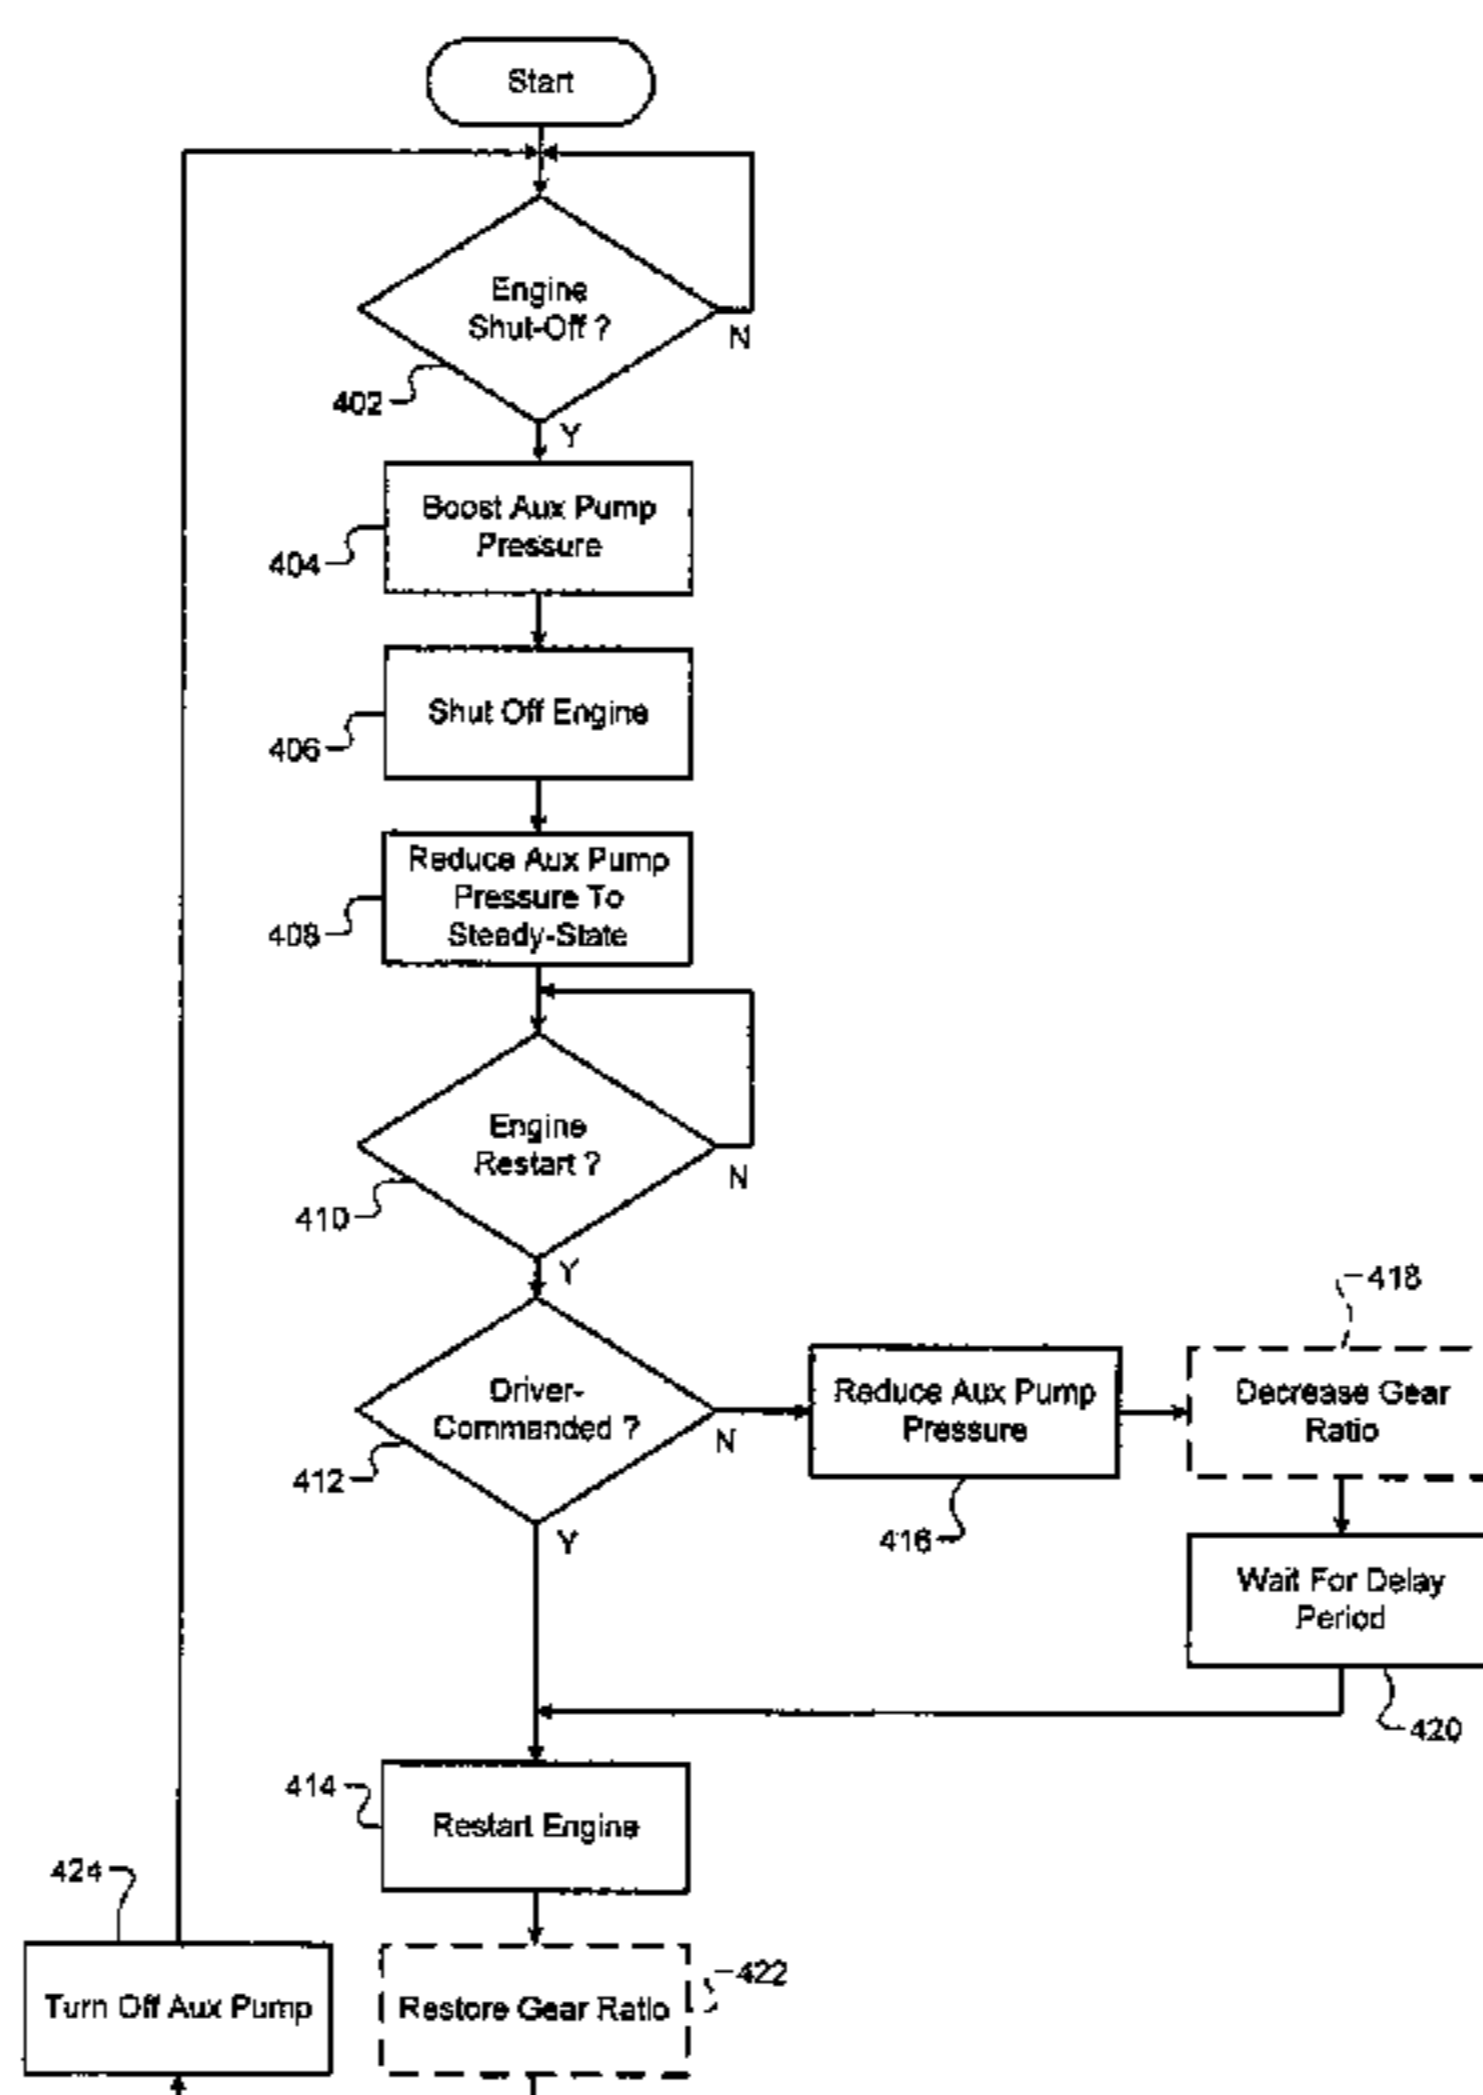 Start
Engine
Shut-Off ?
N
402
Y
Boost Aux Pump
Pressure
404
Shut Off Engine
406
Reduce Aux Pump
Pressure To
Steady-State
408
Engine
Restart ?
N
410
Y
418
Driver-
Commanded ?
N
412
Y
Reduce Aux Pump
Pressure
416
Decrease Gear
Ratio
Wait For Delay
Period
420
414
Restart Engine
424
Turn Off Aux Pump
Restore Gear Ratio
422